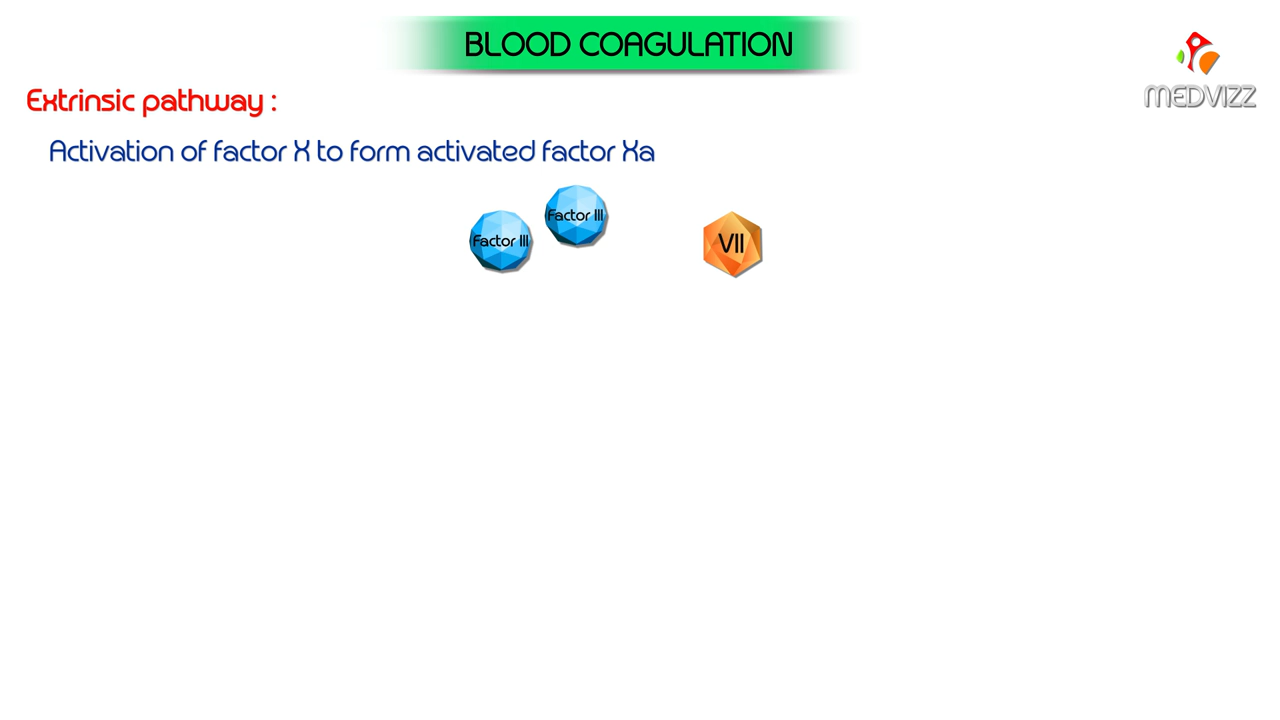 BLOOD COAGULATION
MEDVIZZ
Extrinsic pathway :
Activation of factor X to form activated factor Xa
Factor III
Factor III
VII